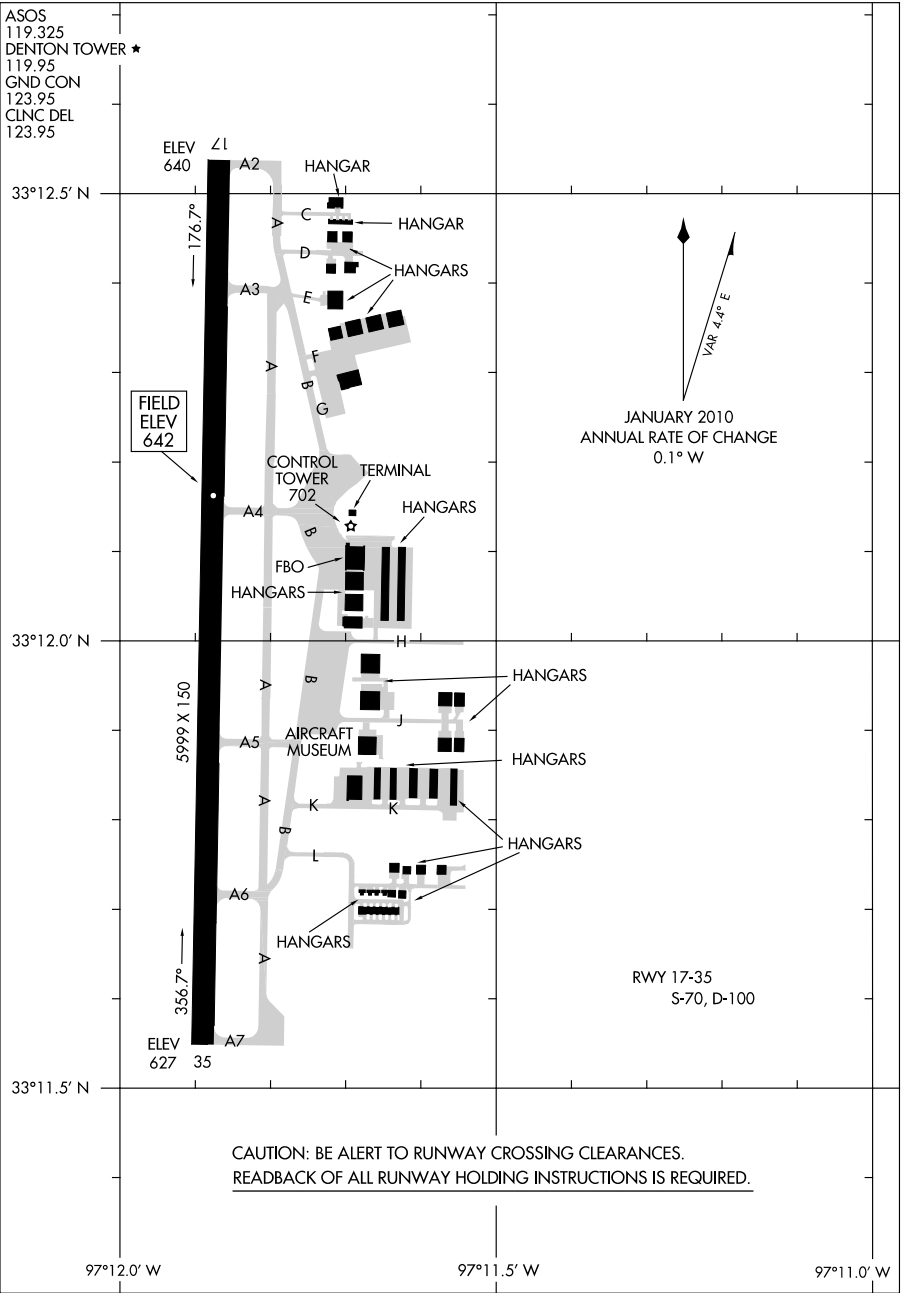 ASOS
119.325
DENTON TOWER ★
119.95
GND CON
123.95
CLNC DEL
123.95
ELEV
640
17
A2
HANGAR
33°12.5' N
C
A
HANGAR
176.7°
D
HANGARS
A3
E
VAR 4.4° E
F
A
B
G
FIELD
ELEV
642
JANUARY 2010
ANNUAL RATE OF CHANGE
0.1° W
CONTROL
TOWER
702
TERMINAL
A4
HANGARS
B
FBO
HANGARS
33°12.0' N
H
A
B
HANGARS
5999 X 150
J
A5
AIRCRAFT
MUSEUM
HANGARS
A
K
K
B
HANGARS
L
A6
HANGARS
A
356.7°
RWY 17-35
S-70, D-100
ELEV
627
35
A7
33°11.5' N
CAUTION: BE ALERT TO RUNWAY CROSSING CLEARANCES.
READBACK OF ALL RUNWAY HOLDING INSTRUCTIONS IS REQUIRED.
97°12.0' W
97°11.5' W
97°11.0' W